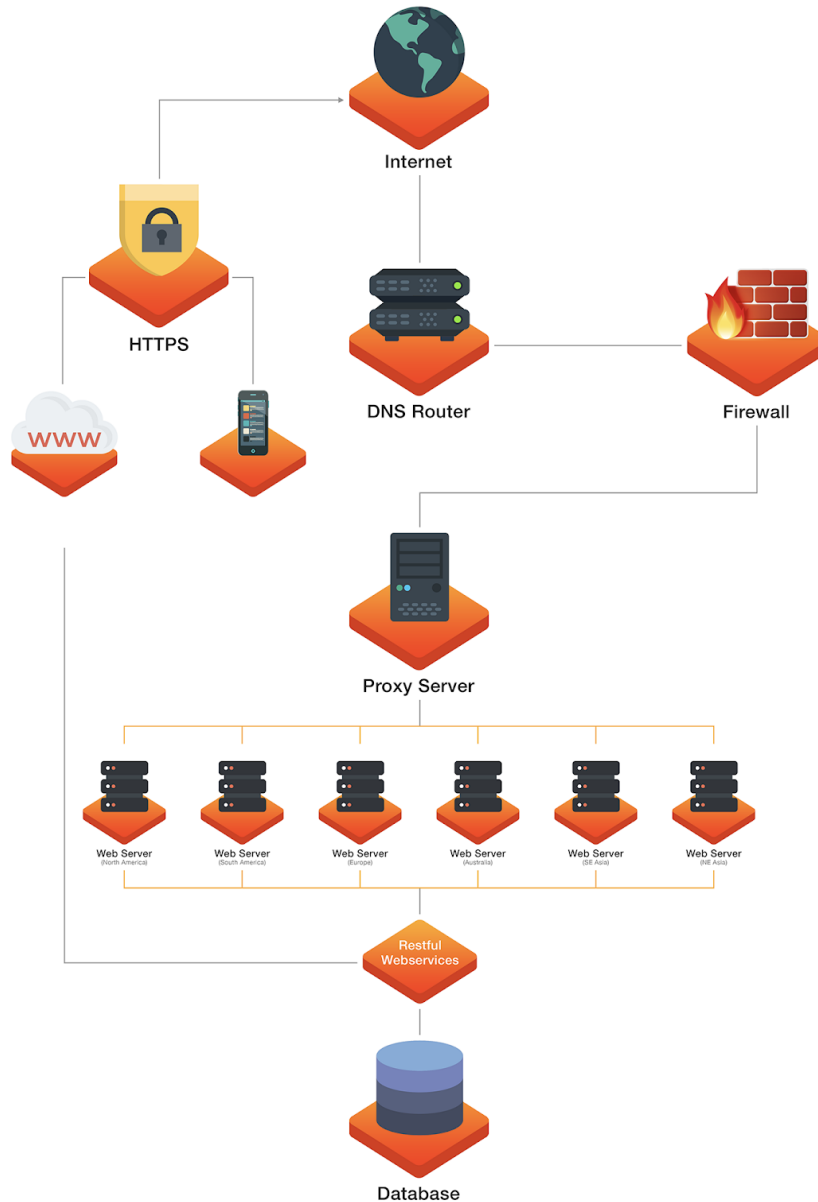 Internet
HTTPS
DNS Router
Firewall
WWW
Proxy Server
Web Server
(North America)
Web Server
(South America)
Web Server
(Europe)
Web Server
(Australia)
Web Server
(SE Asia)
Web Server
(NE Asia)
Restful
Webservices
Database